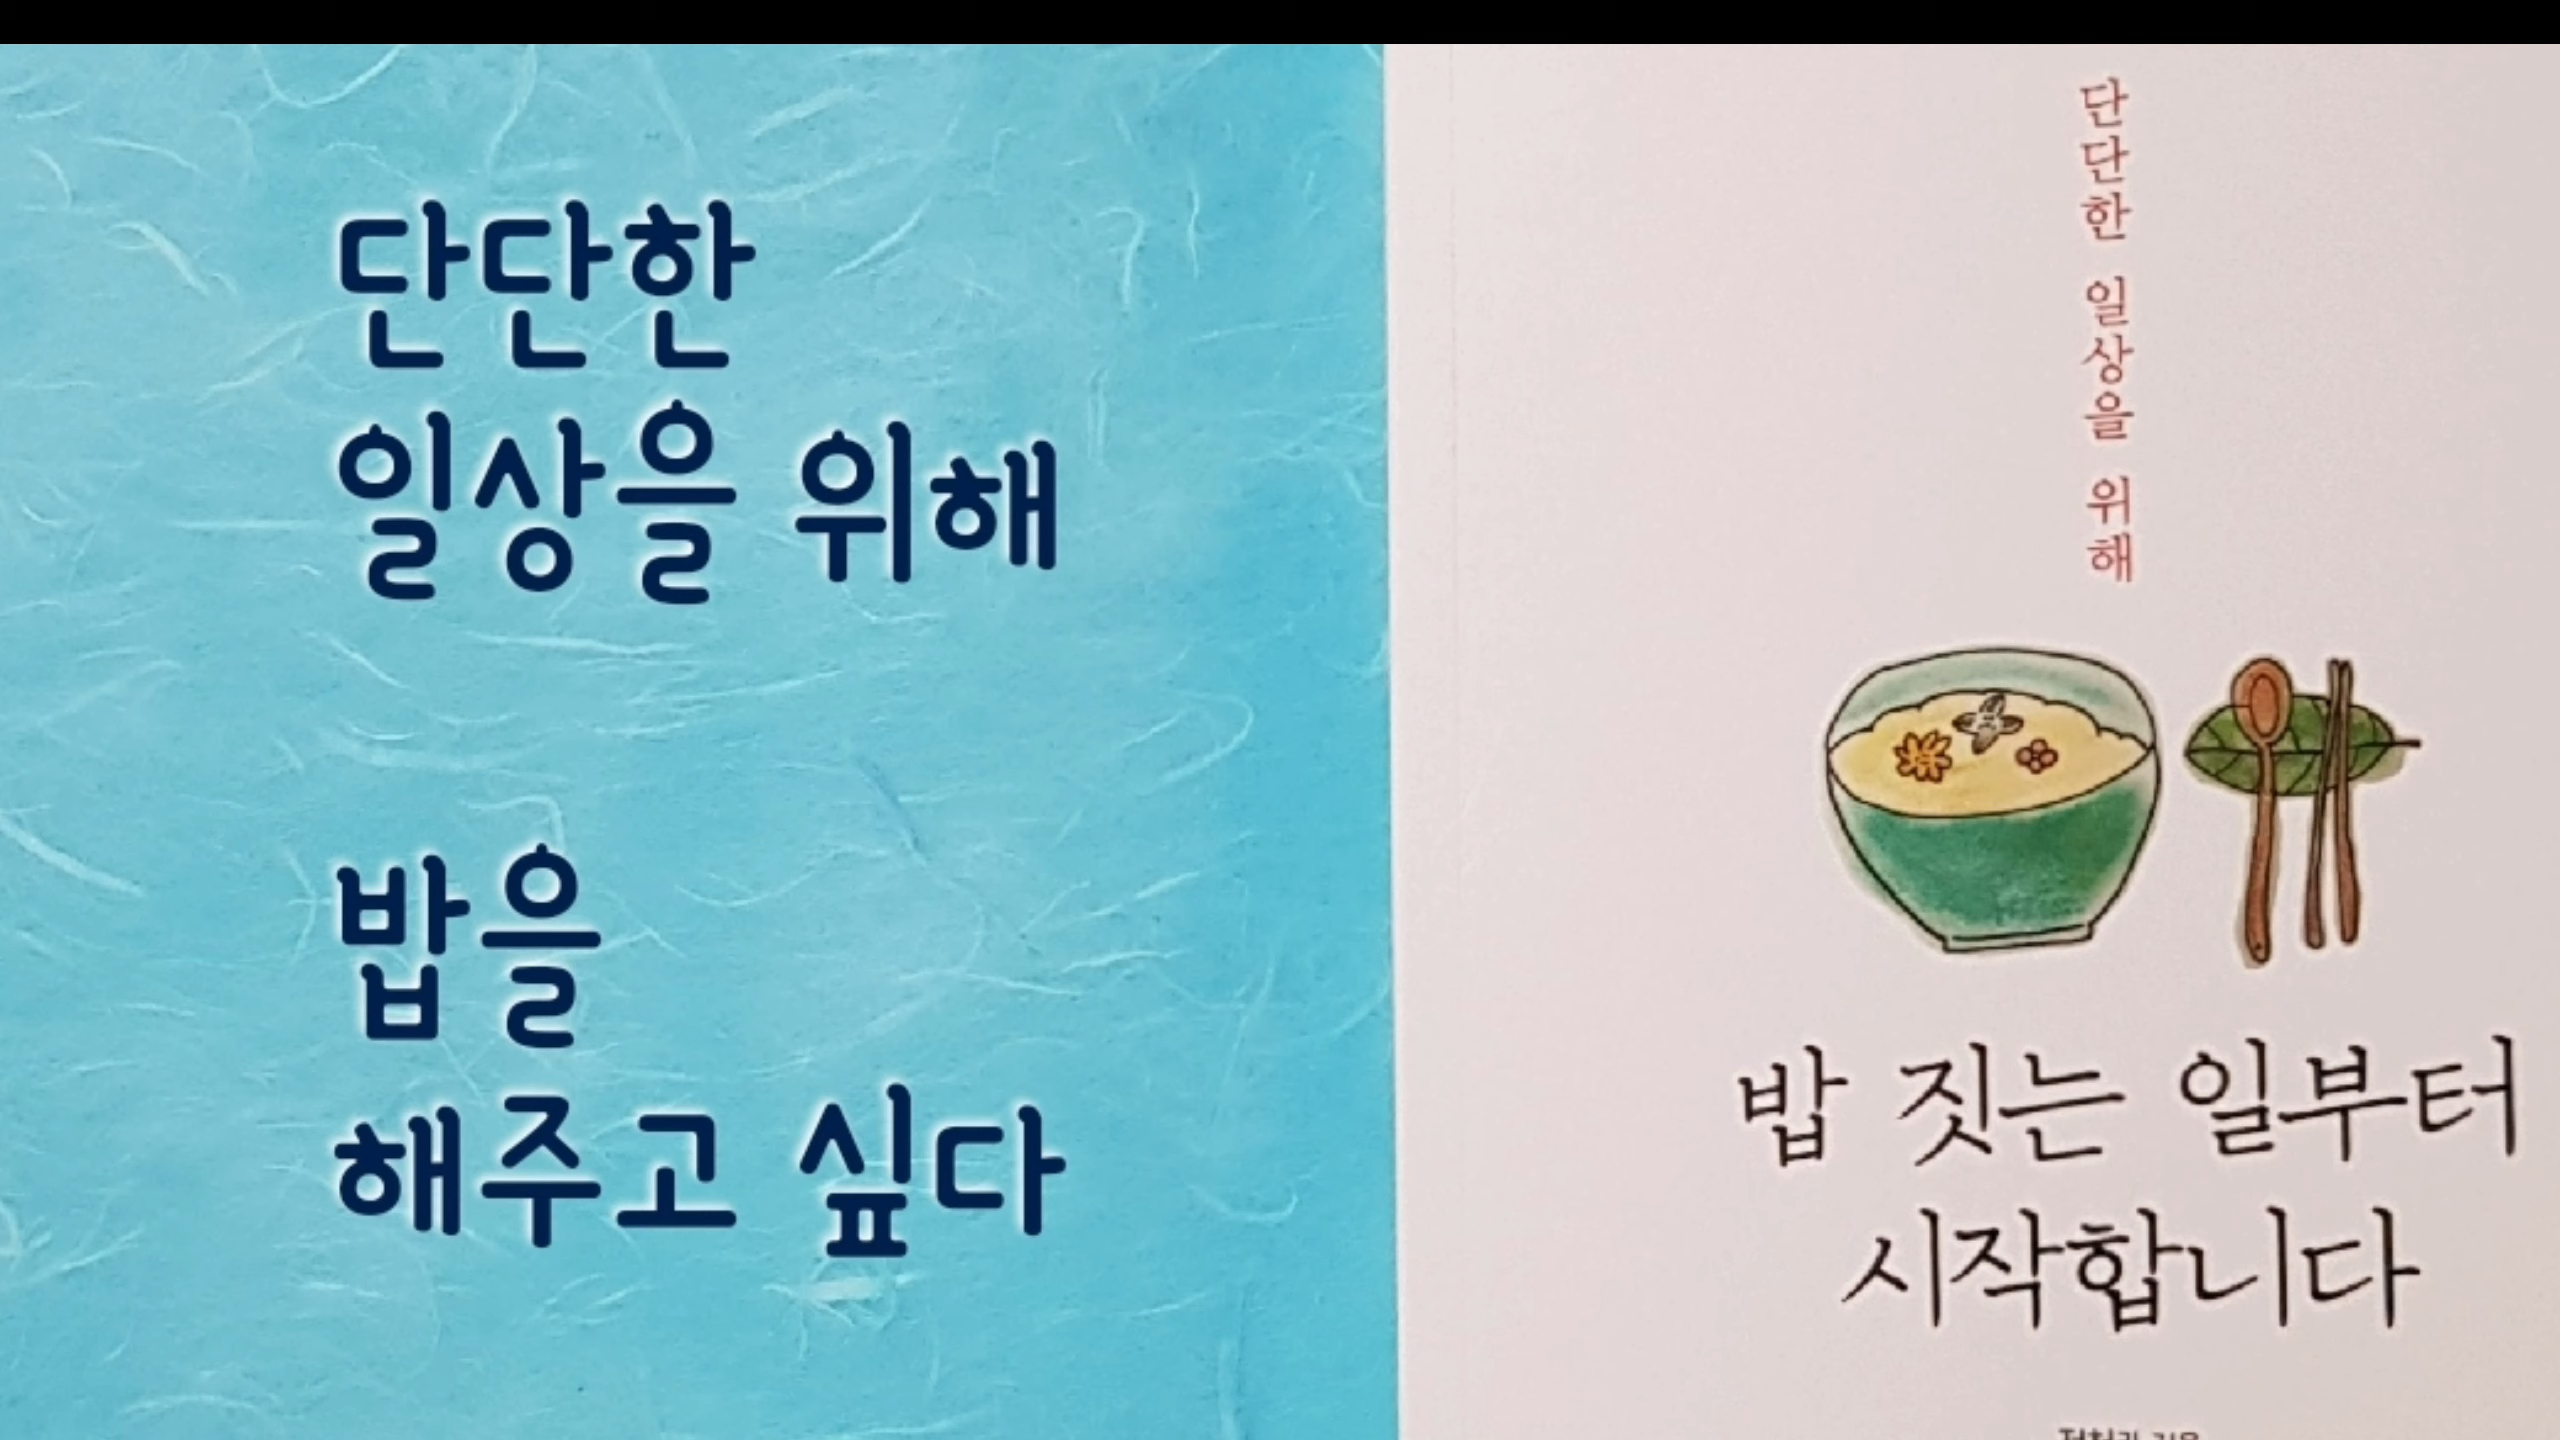 단단한
일상을 위해
밥을
해주고 싶다
단단한 일상을 위해
밥 짓는 일부터
시작합니다